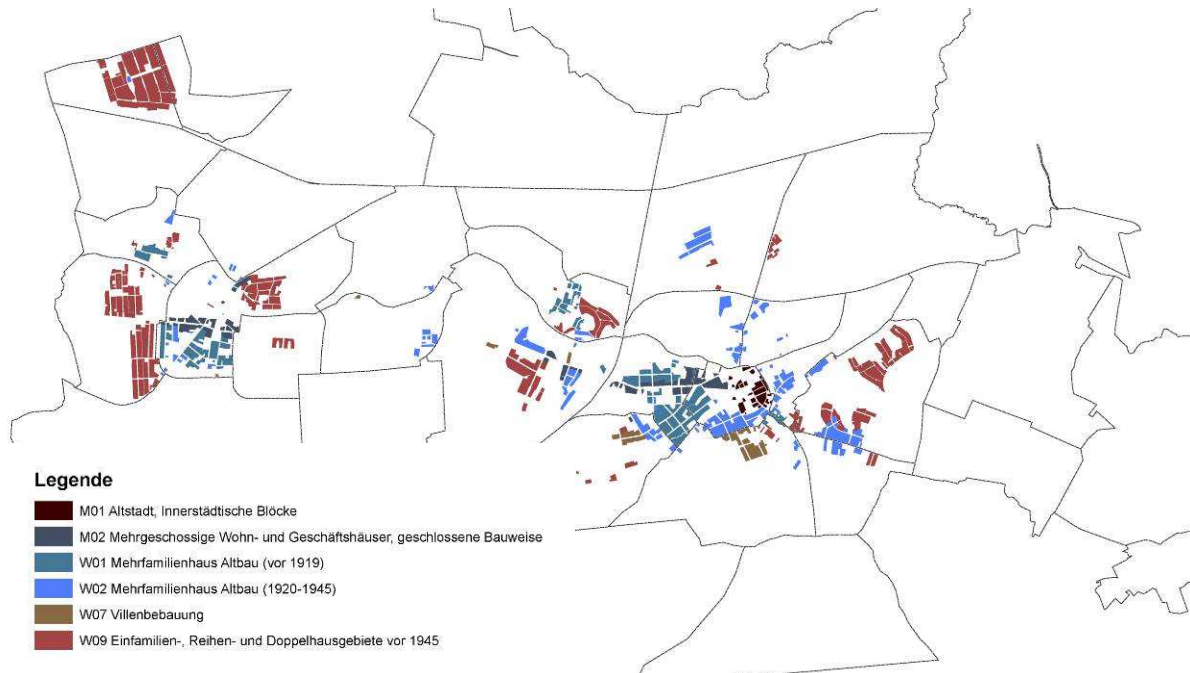 Legende
M01 Altstadt, Innerstädtische Blöcke
M02 Mehrgeschossige Wohn- und Geschäftshäuser, geschlossene Bauweise
W01 Mehrfamilienhaus Altbau (vor 1919)
W02 Mehrfamilienhaus Altbau (1920-1945)
W07 Villenbebauung
W09 Einfamilien-, Reihen- und Doppelhausgebiete vor 1945